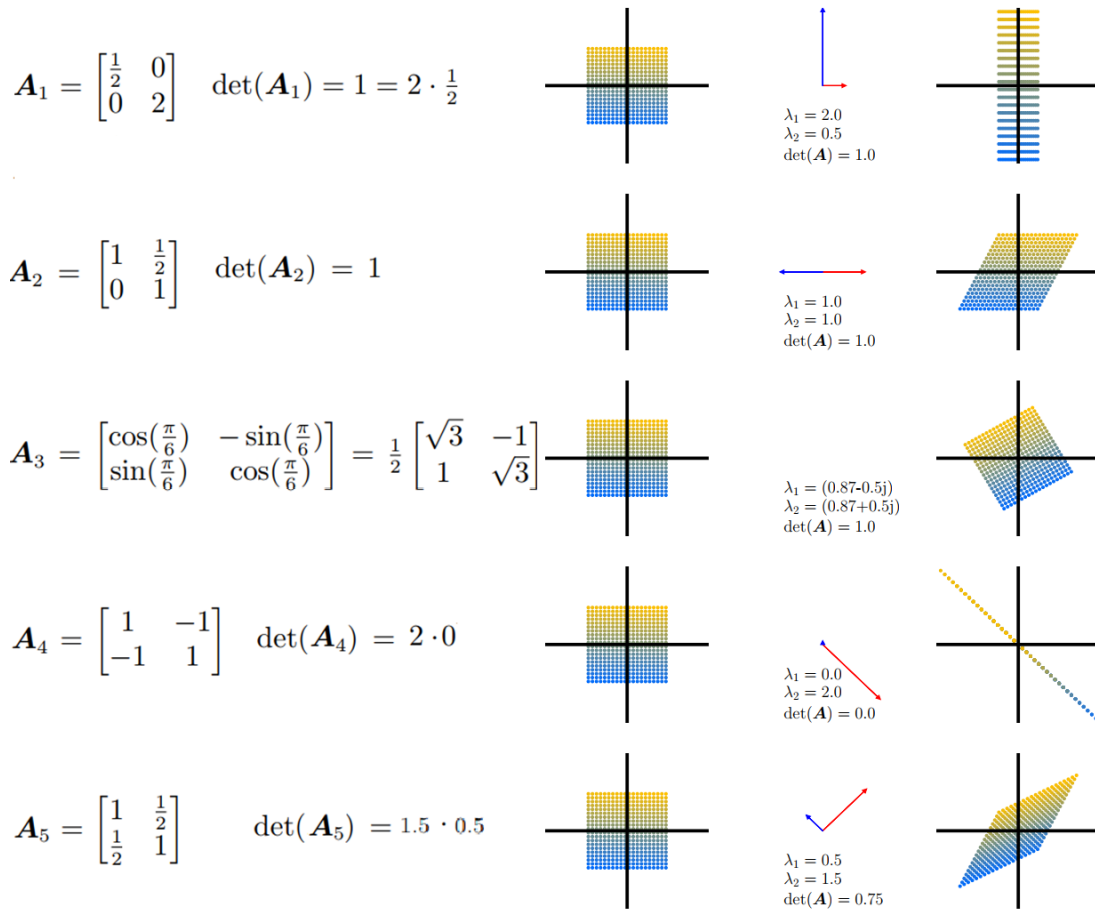 A₁ = [½ 0; 0 2] det(A₁) = 1 = 2 · ½
λ₁ = 2.0
λ₂ = 0.5
det(A) = 1.0
A₂ = [1 ½; 0 1] det(A₂) = 1
λ₁ = 1.0
λ₂ = 1.0
det(A) = 1.0
A₃ = [cos(π/6) −sin(π/6); sin(π/6) cos(π/6)] = ½ [√3 −1; 1 √3]
λ₁ = (0.87-0.5j)
λ₂ = (0.87+0.5j)
det(A) = 1.0
A₄ = [1 −1; −1 1] det(A₄) = 2 · 0
λ₁ = 0.0
λ₂ = 2.0
det(A) = 0.0
A₅ = [1 ½; ½ 1] det(A₅) = 1.5 · 0.5
λ₁ = 0.5
λ₂ = 1.5
det(A) = 0.75